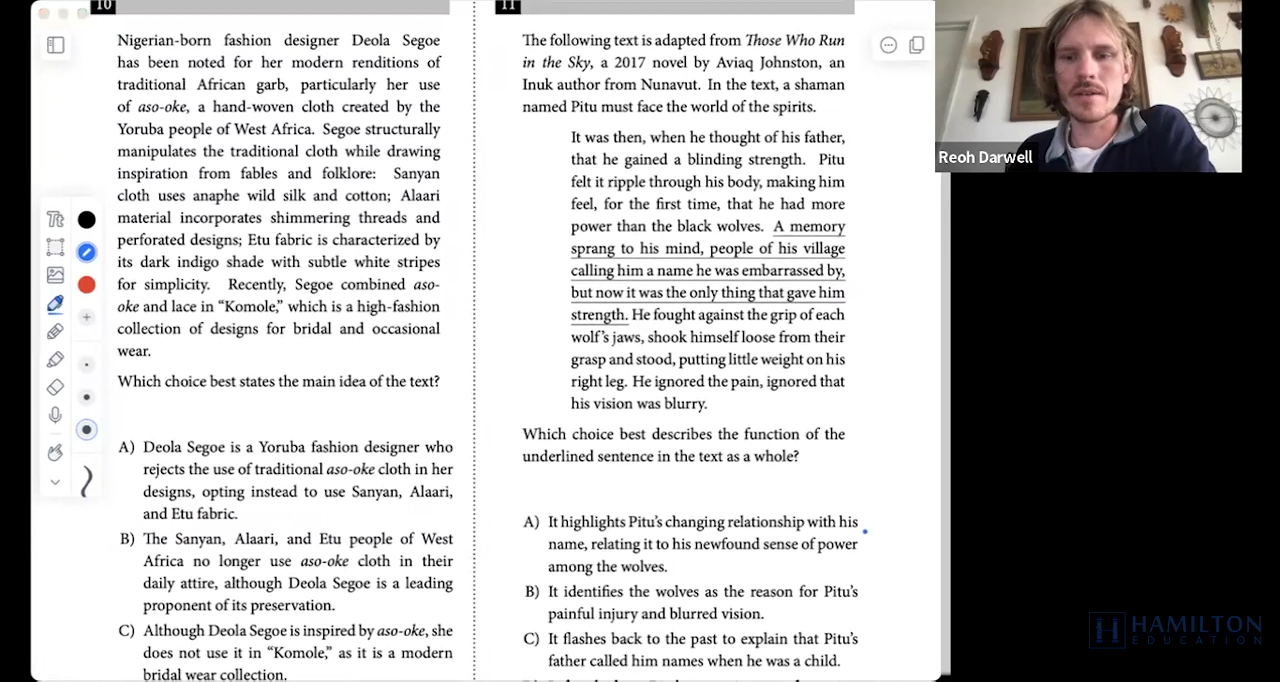 10
Nigerian-born fashion designer Deola Segoe
has been noted for her modern renditions of
traditional African garb, particularly her use
of aso-oke, a hand-woven cloth created by the
Yoruba people of West Africa. Segoe structurally
manipulates the traditional cloth while drawing
inspiration from fables and folklore: Sanyan
cloth uses anaphe wild silk and cotton; Alaari
material incorporates shimmering threads and
perforated designs; Etu fabric is characterized by
its dark indigo shade with subtle white stripes
for simplicity. Recently, Segoe combined aso-
oke and lace in “Komole,” which is a high-fashion
collection of designs for bridal and occasional
wear.
Which choice best states the main idea of the text?
A) Deola Segoe is a Yoruba fashion designer who
rejects the use of traditional aso-oke cloth in her
designs, opting instead to use Sanyan, Alaari,
and Etu fabric.
B) The Sanyan, Alaari, and Etu people of West
Africa no longer use aso-oke cloth in their
daily attire, although Deola Segoe is a leading
proponent of its preservation.
C) Although Deola Segoe is inspired by aso-oke, she
does not use it in “Komole,” as it is a modern
bridal wear collection.
11
The following text is adapted from Those Who Run
in the Sky, a 2017 novel by Aviaq Johnston, an
Inuk author from Nunavut. In the text, a shaman
named Pitu must face the world of the spirits.
It was then, when he thought of his father,
that he gained a blinding strength. Pitu
felt it ripple through his body, making him
feel, for the first time, that he had more
power than the black wolves. A memory
sprang to his mind, people of his village
calling him a name he was embarrassed by,
but now it was the only thing that gave him
strength. He fought against the grip of each
wolf’s jaws, shook himself loose from their
grasp and stood, putting little weight on his
right leg. He ignored the pain, ignored that
his vision was blurry.
Which choice best describes the function of the
underlined sentence in the text as a whole?
A) It highlights Pitu’s changing relationship with his
name, relating it to his newfound sense of power
among the wolves.
B) It identifies the wolves as the reason for Pitu’s
painful injury and blurred vision.
C) It flashes back to the past to explain that Pitu’s
father called him names when he was a child.
Tt
Reoh Darwell
HAMILTON
EDUCATION